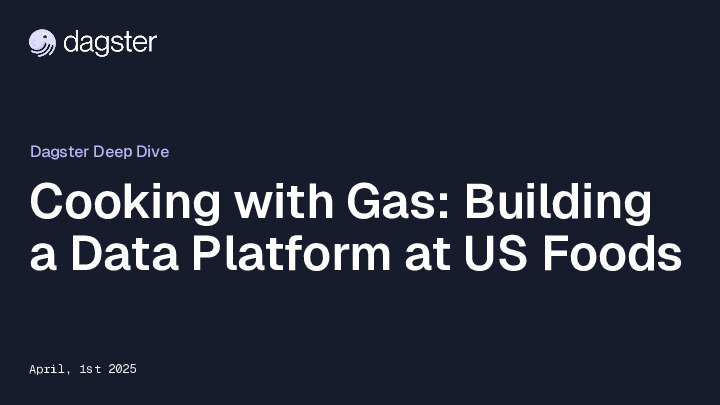 dagster
Dagster Deep Dive
Cooking with Gas: Building
a Data Platform at US Foods
April, 1st 2025